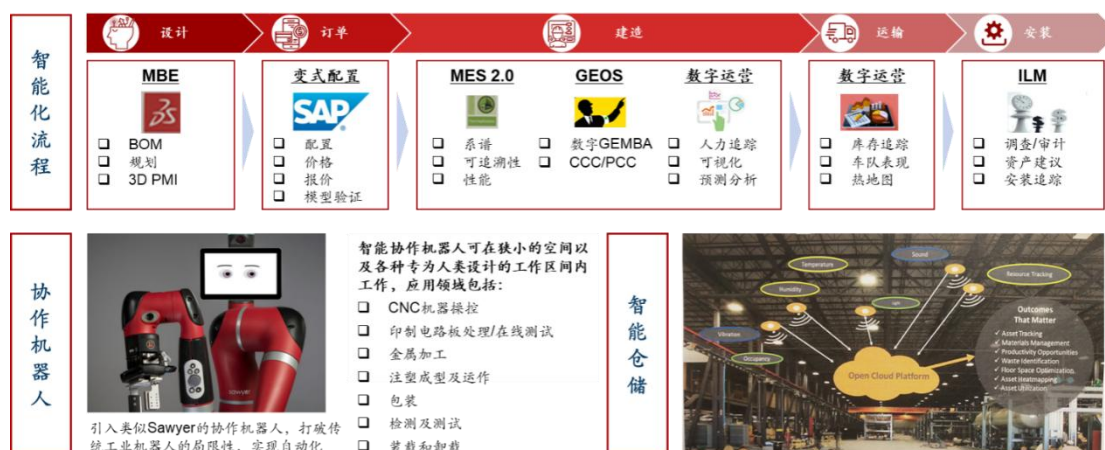 智能化流程
设计
订单
建造
运输
安装
MBE
BOM
规划
3D PMI
变式配置
SAP
配置
价格
报价
模型验证
MES 2.0
系谱
可追溯性
性能
GEOS
数字GEMBA
CCC/PCC
数字运营
人力追踪
可视化
预测分析
数字运营
库存追踪
车队表现
热地图
ILM
调查/审计
资产建议
安装追踪
协作机器人
sawyer
引入类似Sawyer的协作机器人，打破传
统工业机器人的局限性，实现自动化
智能协作机器人可在狭小的空间以
及各种专为人类设计的工作区间内
工作，应用领域包括：
CNC机器操控
印制电路板处理/在线测试
金属加工
注塑成型及运作
包装
检测及测试
装载和卸载
智能仓储
Sound
Temperature
Resource Tracking
Humidity
Vibration
Occupancy
Open Cloud Platform
Outcomes
That Matter
✓ Asset Tracking
✓ Materials Management
✓ Productivity Opportunities
✓ Waste Identification
✓ Floor Space Optimization
✓ Asset Heatmapping
✓ Asset Utilization